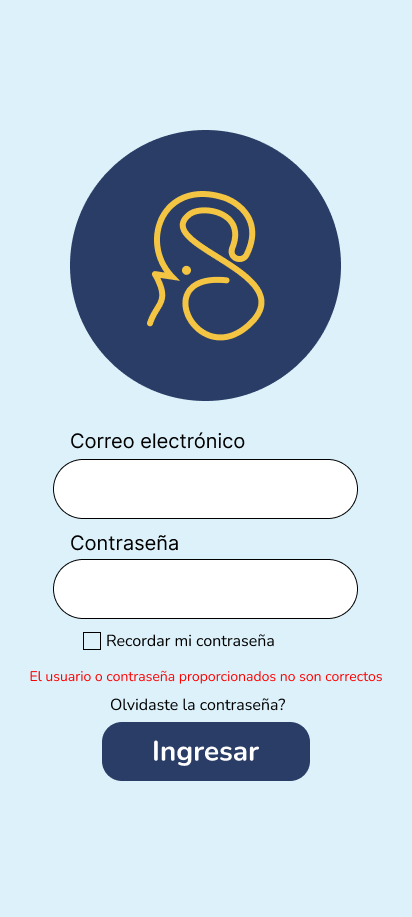 Correo electrónico
Contraseña
Recordar mi contraseña
El usuario o contraseña proporcionados no son correctos
Olvidaste la contraseña?
Ingresar